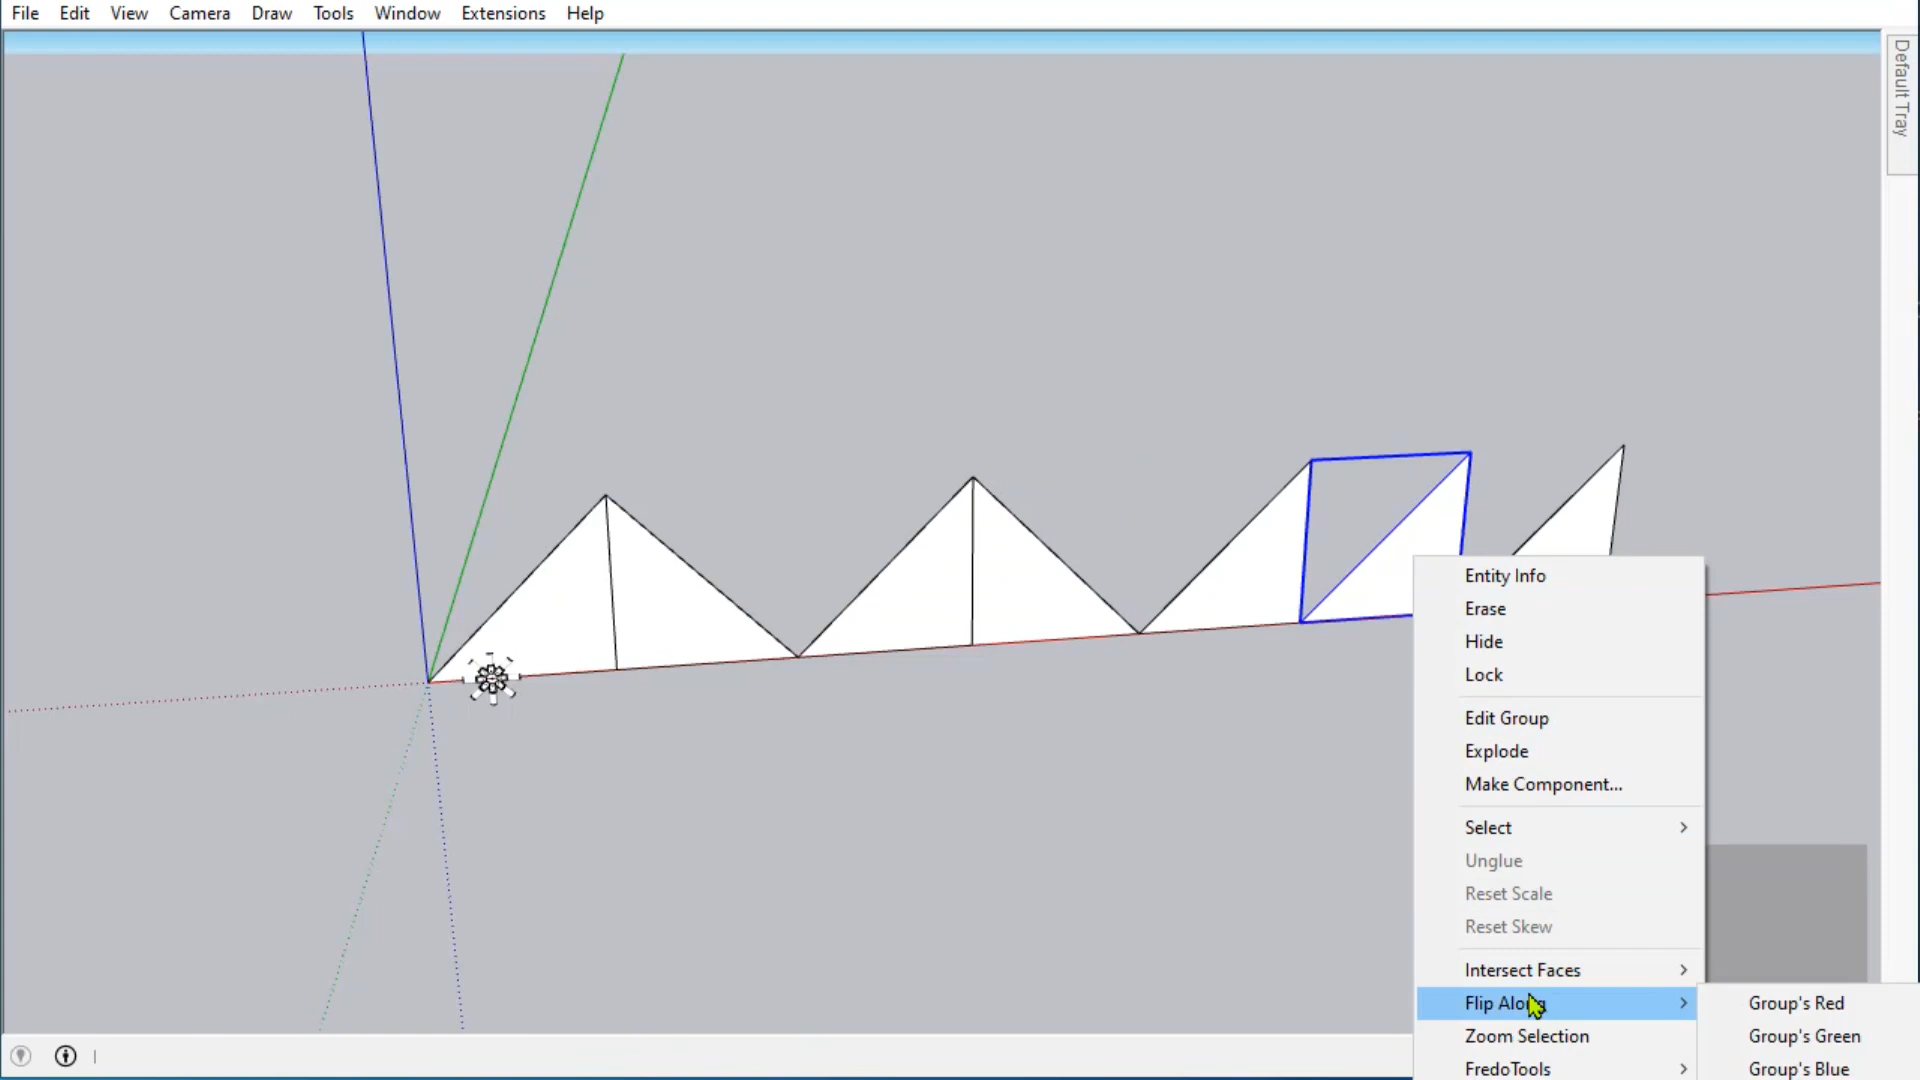 File Edit View Camera Draw Tools Window Extensions Help
Default Tray
Entity Info
Erase
Hide
Lock
Edit Group
Explode
Make Component...
Select
Unglue
Reset Scale
Reset Skew
Intersect Faces
Flip Along
Group's Red
Zoom Selection
Group's Green
FredoTools
Group's Blue